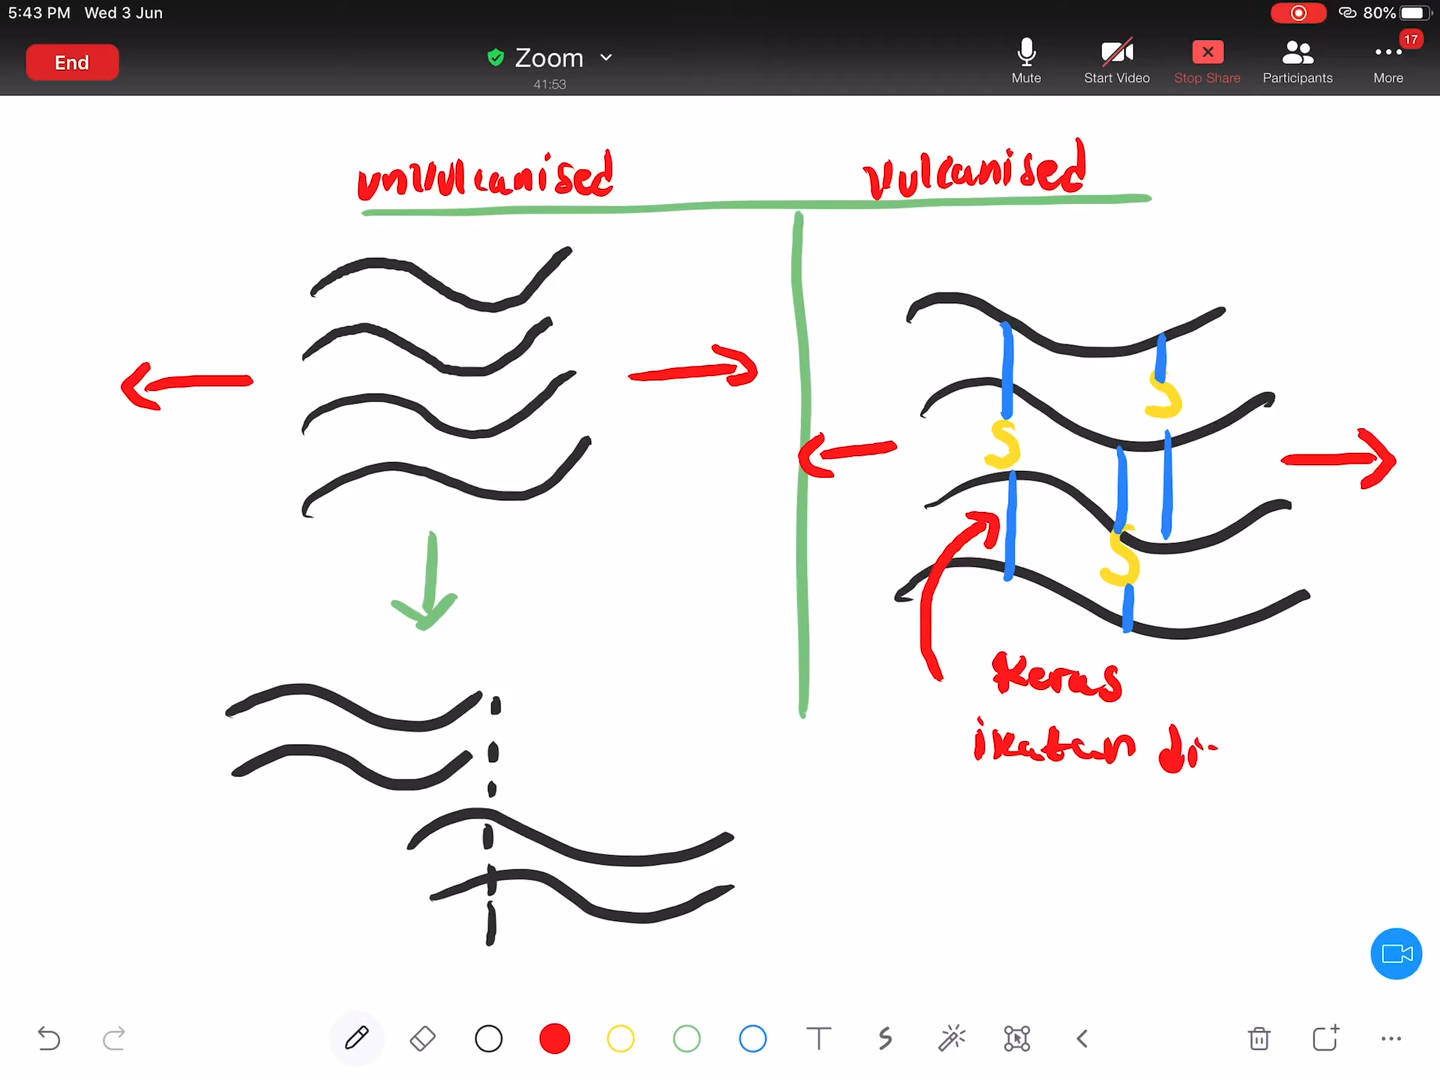 5:43 PM Wed 3 Jun
80%
End
Zoom
41:53
Mute
Start Video
Stop Share
Participants
More
17
unvulcanised
vulcanised
S
S
S
keras
ikatan di
T